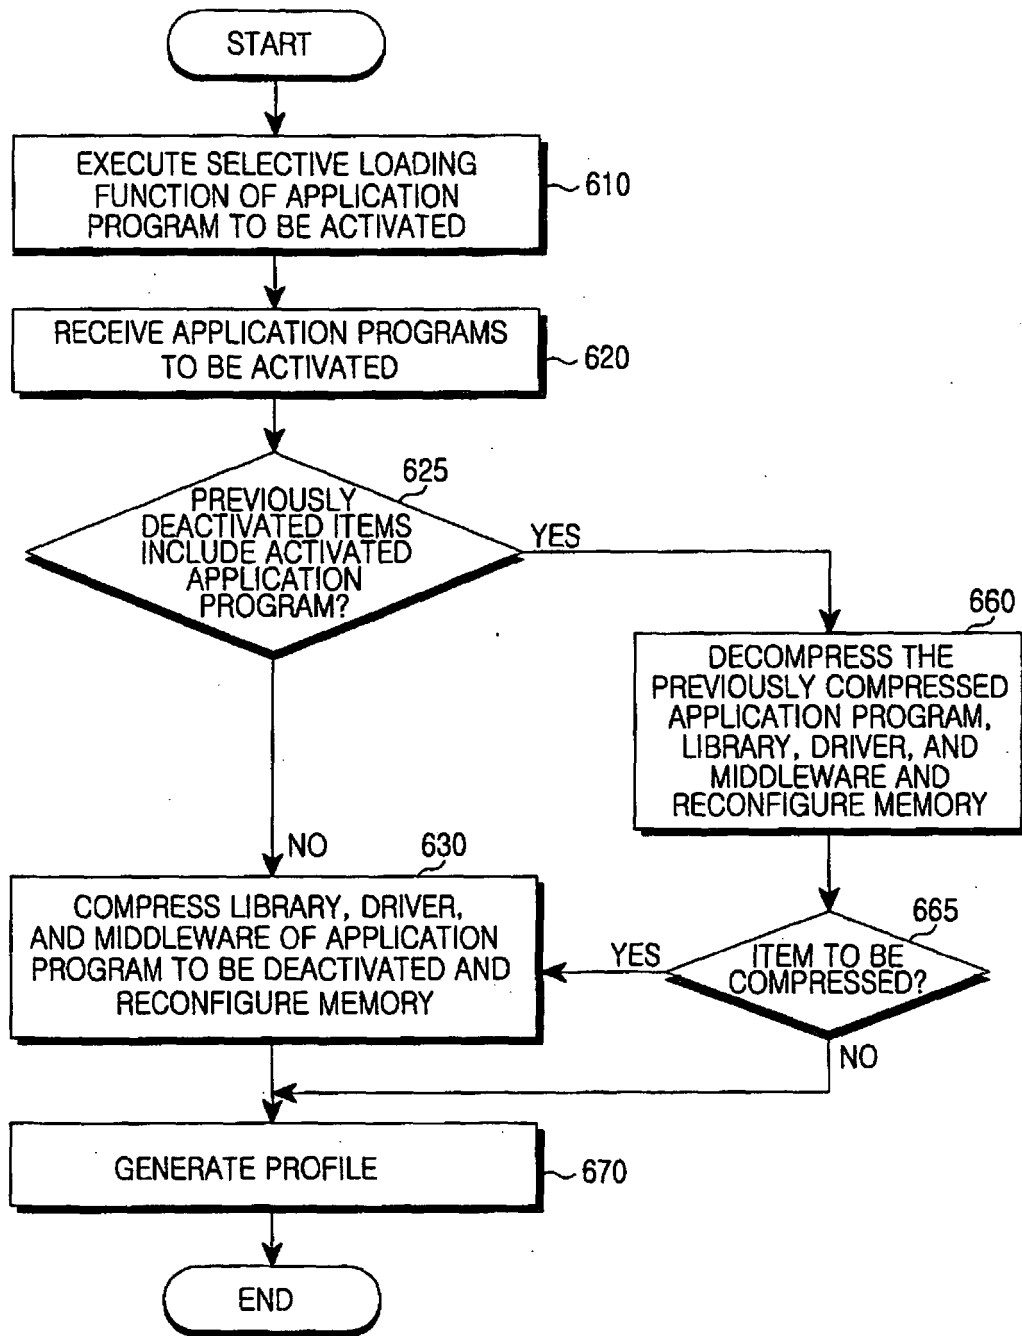 START
EXECUTE SELECTIVE LOADING
FUNCTION OF APPLICATION
PROGRAM TO BE ACTIVATED
610
RECEIVE APPLICATION PROGRAMS
TO BE ACTIVATED
620
625
PREVIOUSLY
DEACTIVATED ITEMS
INCLUDE ACTIVATED
APPLICATION
PROGRAM?
YES
660
DECOMPRESS THE
PREVIOUSLY COMPRESSED
APPLICATION PROGRAM,
LIBRARY, DRIVER, AND
MIDDLEWARE AND
RECONFIGURE MEMORY
NO
630
COMPRESS LIBRARY, DRIVER,
AND MIDDLEWARE OF APPLICATION
PROGRAM TO BE DEACTIVATED AND
RECONFIGURE MEMORY
665
YES
ITEM TO BE
COMPRESSED?
NO
GENERATE PROFILE
670
END